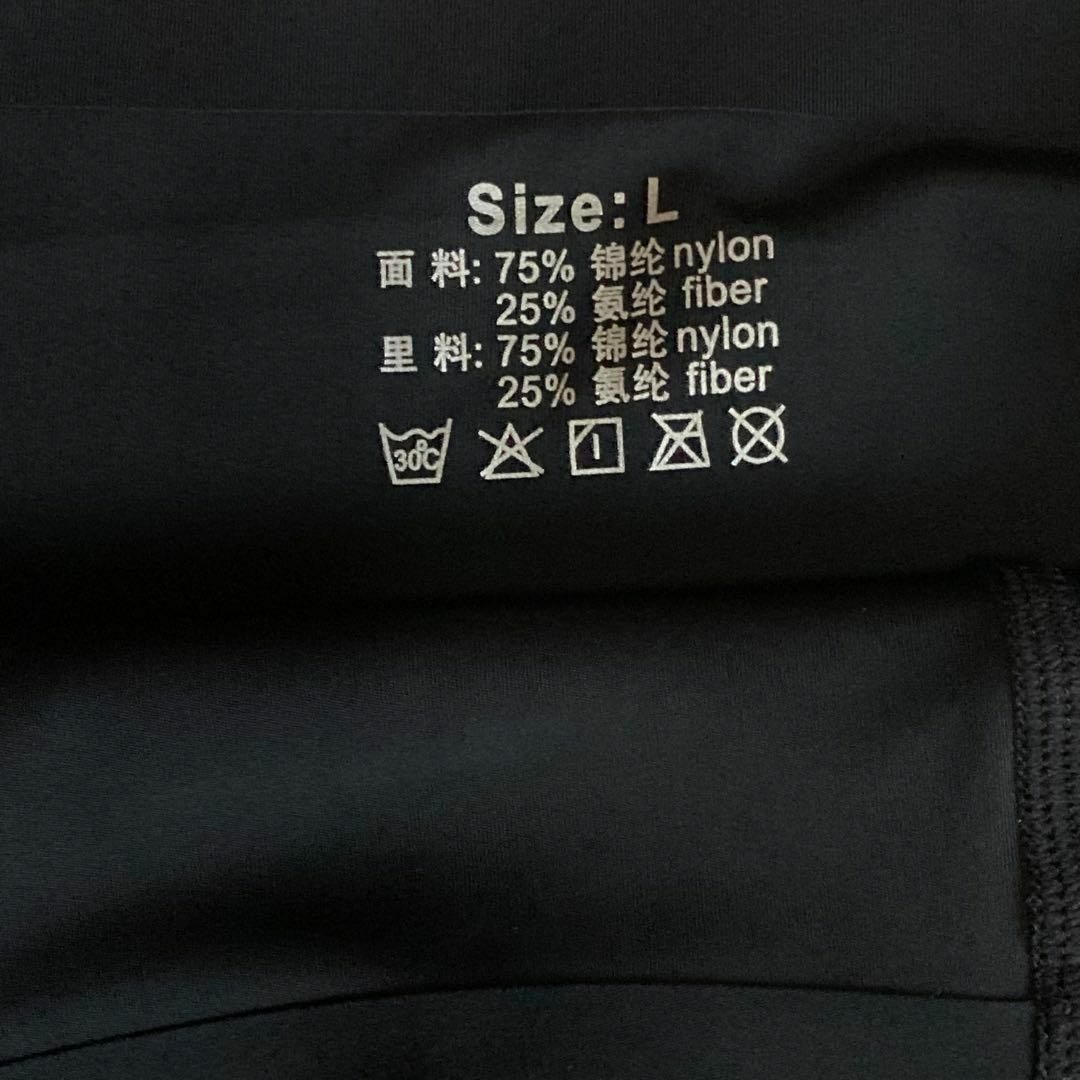 Size: L
面 料: 75% 锦纶 nylon
25% 氨纶 fiber
里 料: 75% 锦纶 nylon
25% 氨纶 fiber
30°C